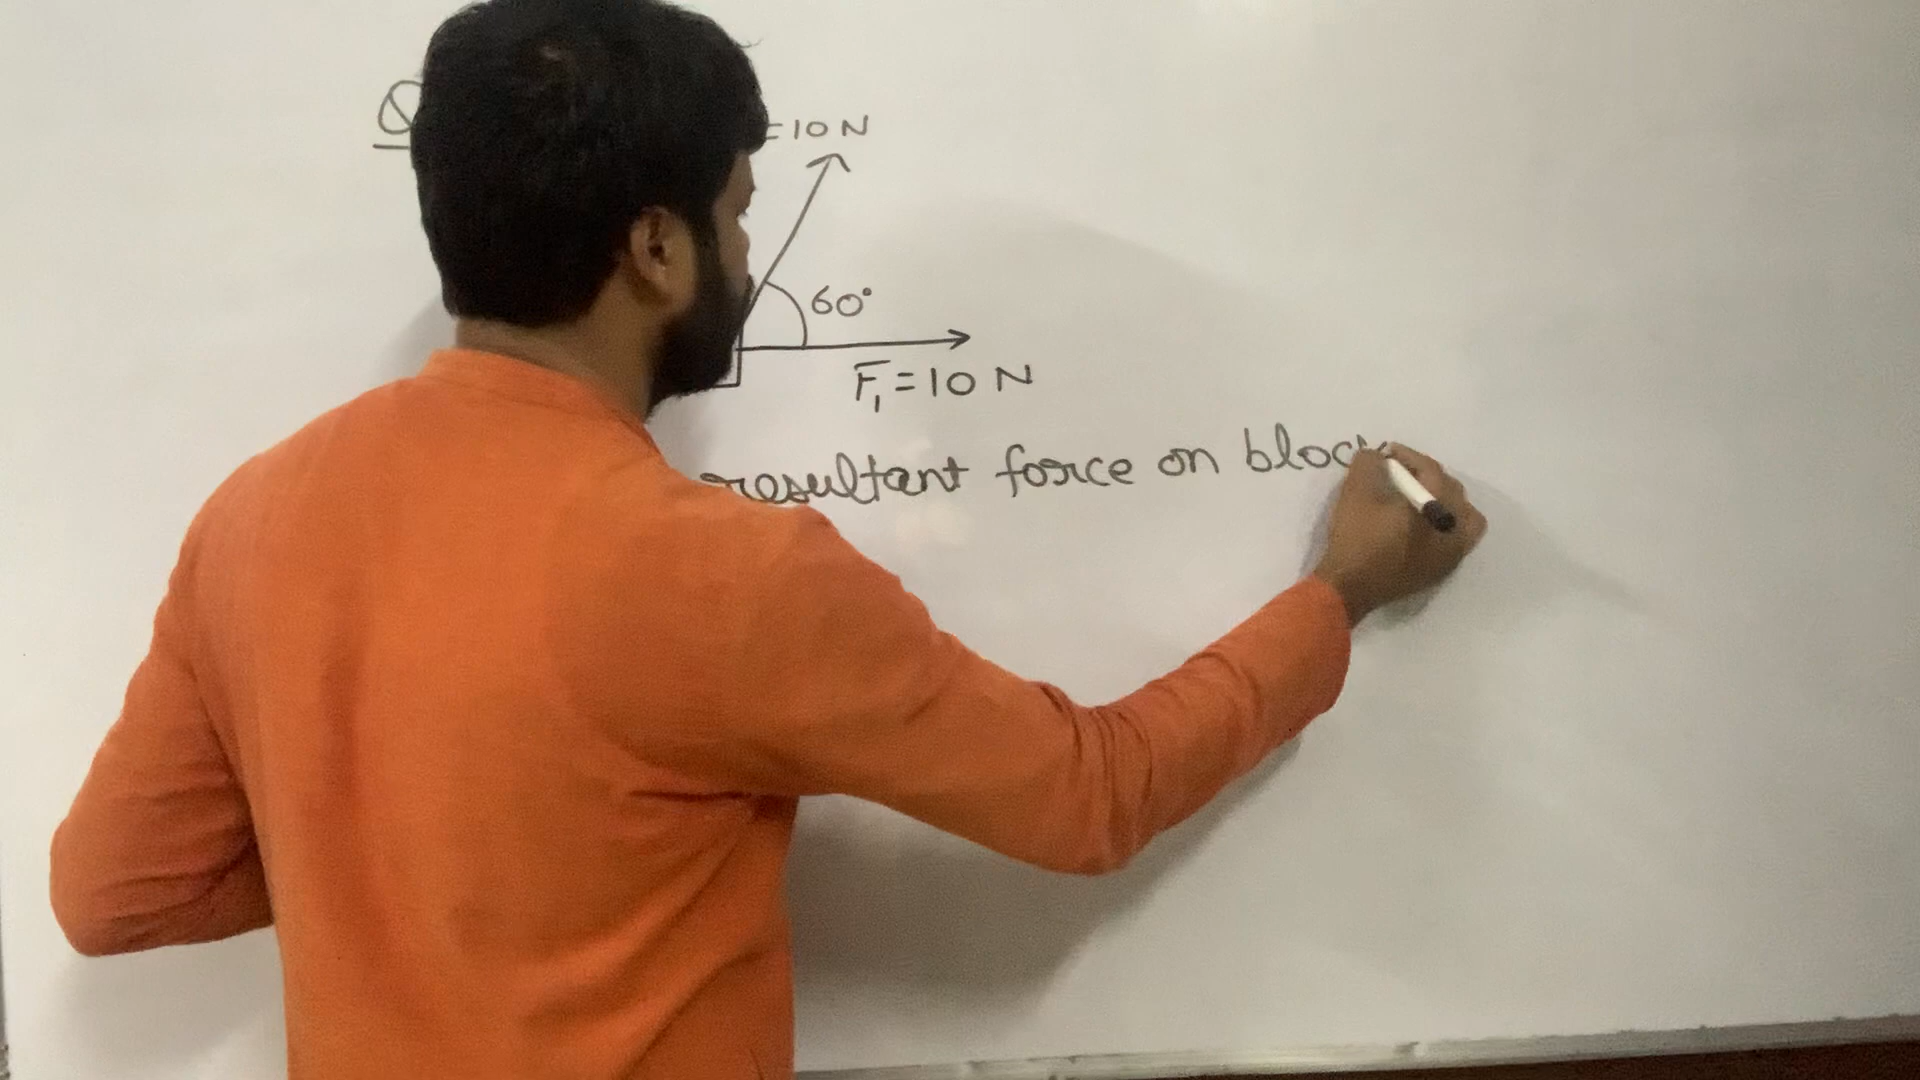 Q
=10 N
60°
F₁=10 N
resultant force on block